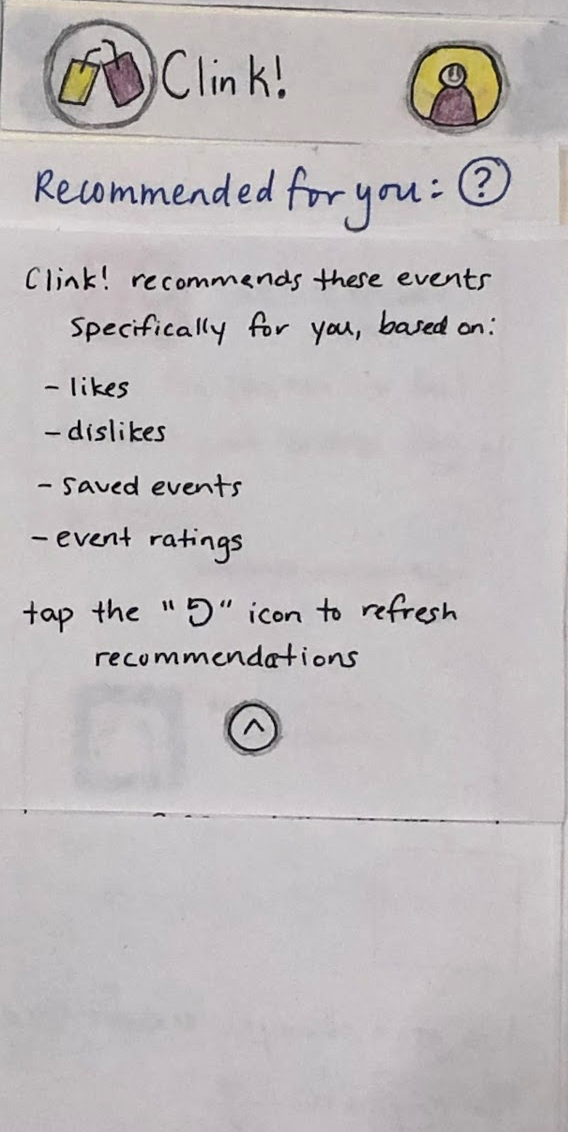 Clink!
Recommended for you: ?
Clink! recommends these events
specifically for you, based on:
- likes
- dislikes
- saved events
- event ratings
tap the "↻" icon to refresh
recommendations